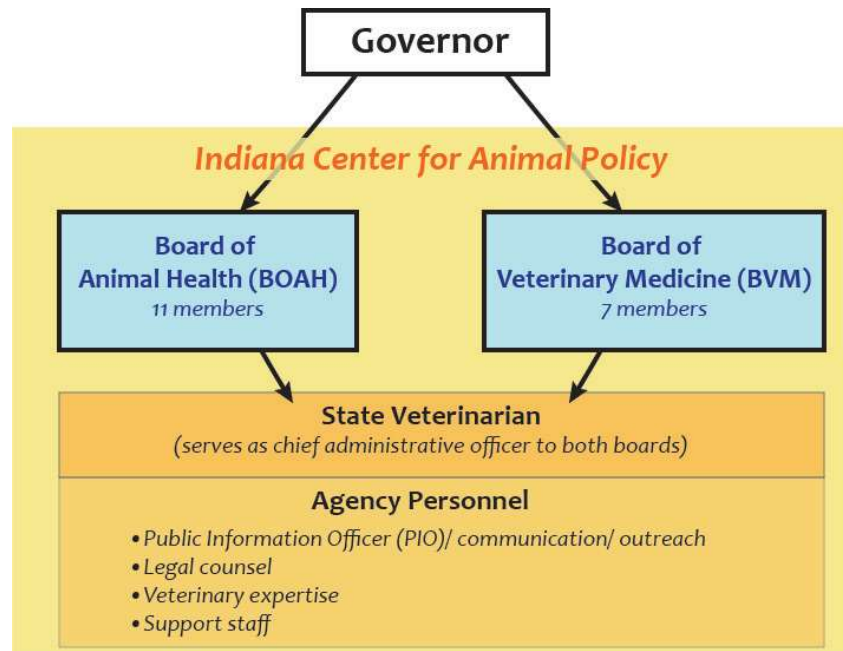 Governor
Indiana Center for Animal Policy
Board of
Animal Health (BOAH)
11 members
Board of
Veterinary Medicine (BVM)
7 members
State Veterinarian
(serves as chief administrative officer to both boards)
Agency Personnel
•Public Information Officer (PIO)/ communication/ outreach
•Legal counsel
•Veterinary expertise
•Support staff